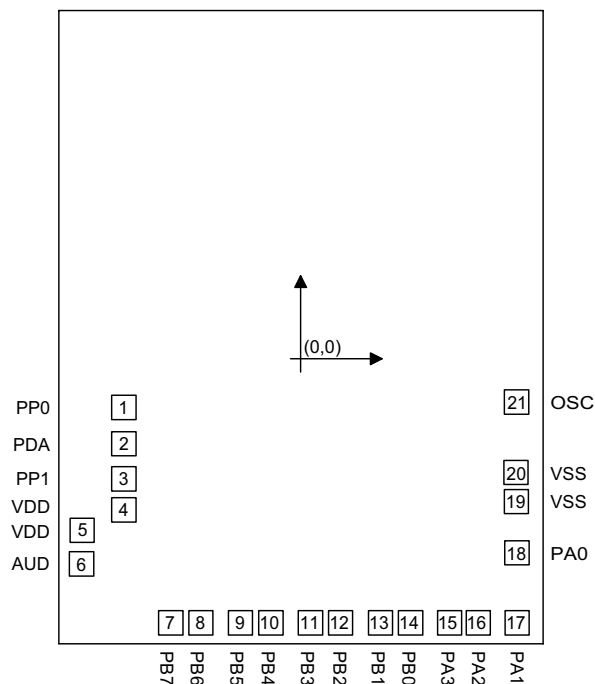 (0,0)
PP0 1
PDA 2
PP1 3
VDD 4
VDD 5
AUD 6
21 OSC
20 VSS
19 VSS
18 PA0
7 8 9 10 11 12 13 14 15 16 17
PB7 PB6 PB5 PB4 PB3 PB2 PB1 PB0 PA3 PA2 PA1